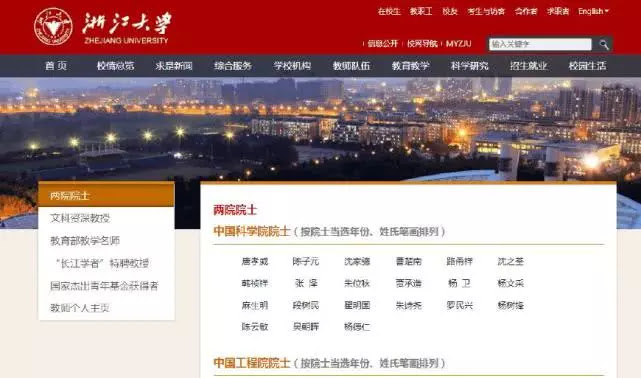 浙江大学
ZHEJIANG UNIVERSITY
在校生 教职工 校友 考生与访客 合作者 求职者 English
信息公开 校网导航 MYZJU 输入关键字
首 页 校情总览 求是新闻 综合服务 学校机构 教师队伍 教育教学 科学研究 招生就业 校园生活
两院院士
文科资深教授
教育部教学名师
“长江学者”特聘教授
国家杰出青年基金获得者
教师个人主页
两院院士
中国科学院院士（按院士当选年份、姓氏笔画排列）
唐孝威 陈子元 沈家骢 曹楚南 路甬祥 沈之荃
韩祯祥 张 泽 朱位秋 贾承造 杨 卫 杨文采
麻生明 段树民 翟明国 朱诗尧 罗民兴 杨树锋
陈云敏 吴朝晖 杨德仁
中国工程院院士（按院士当选年份、姓氏笔画排列）